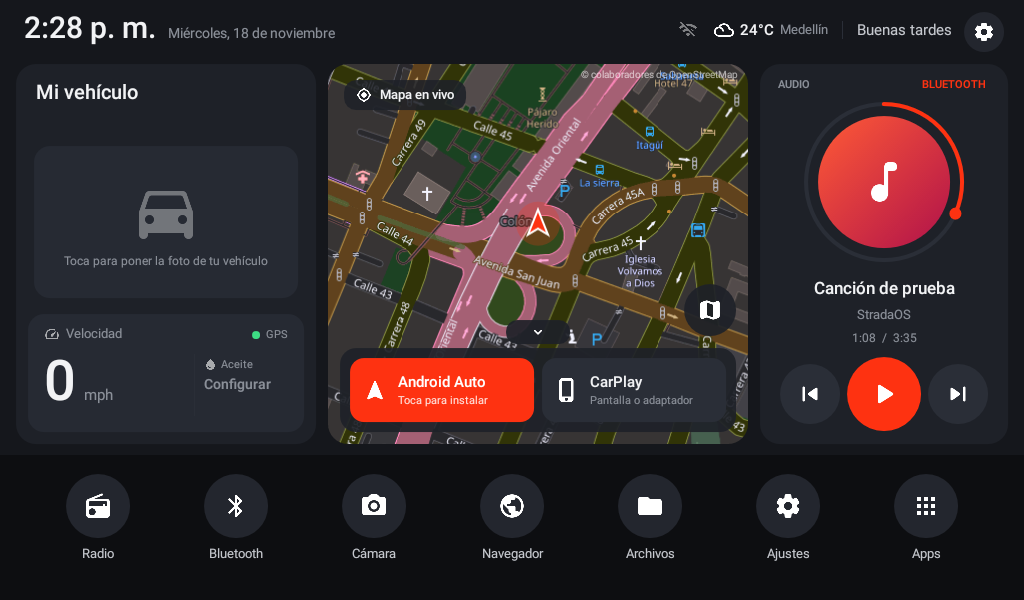 2:28 p. m.
Miércoles, 18 de noviembre
24°C Medellín
Buenas tardes
Mi vehículo
Toca para poner la foto de tu vehículo
Velocidad
GPS
0 mph
Aceite
Configurar
© colaboradores de OpenStreetMap
Mapa en vivo
Hotel 47
Pájaro
Herido
Calle 45
Carrera 49
Avenida Oriental
Itagüí
La sierra
P
Carrera 45A
Colón
Calle 44
Carrera 45
Iglesia
Volvamos
a Dios
Avenida San Juan
Calle 43
Carrera 48
P
Android Auto
Toca para instalar
CarPlay
Pantalla o adaptador
AUDIO
BLUETOOTH
Canción de prueba
StradaOS
1:08 / 3:35
Radio
Bluetooth
Cámara
Navegador
Archivos
Ajustes
Apps